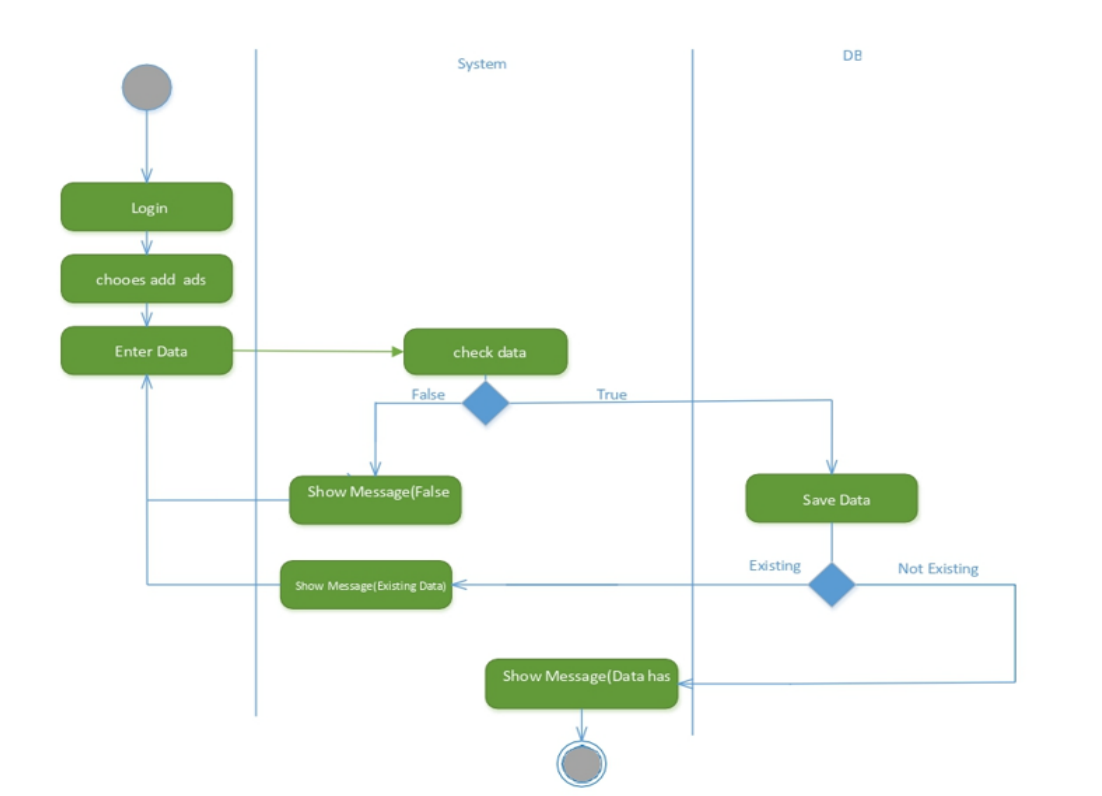 System
DB
Login
chooes add ads
Enter Data
check data
False
True
Show Message(False
Save Data
Existing
Not Existing
Show Message(Existing Data)
Show Message(Data has